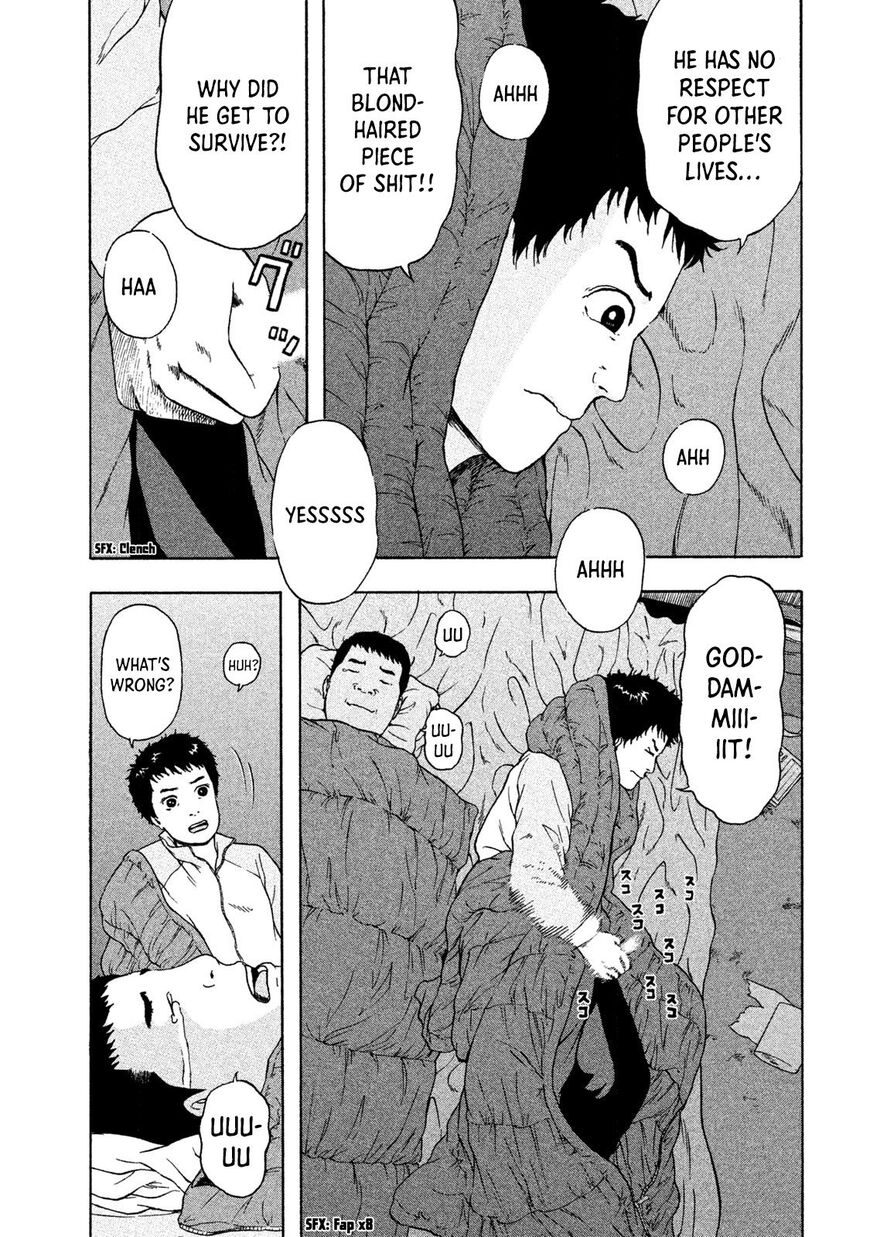 HE HAS NO
RESPECT
FOR OTHER
PEOPLE'S
LIVES...
AHHH
THAT
BLOND-
HAIRED
PIECE
OF SHIT!!
AHH
WHY DID
HE GET TO
SURVIVE?!
HAA
グッ
SFX: Clench
YESSSSS
AHHH
GOD-
DAM-
MIII-
IIT!
UU
UU-
UU
スコ
スコ
スコ
スコ
スコ
スコ
スコ
スコ
SFX: Fap x8
HUH?
WHAT'S
WRONG?
UUU-
UU